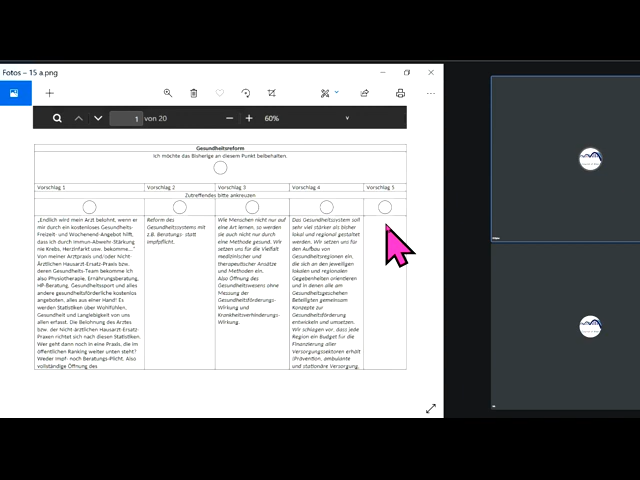 Fotos – 15 a.png
1 von 20
60%
Gesundheitsreform
Ich möchte das Bisherige an diesem Punkt beibehalten.
Vorschlag 1
Vorschlag 2
Vorschlag 3
Vorschlag 4
Vorschlag 5
Zutreffendes bitte ankreuzen
„Endlich wird mein Arzt belohnt, wenn er
mir durch ein kostenloses Gesundheits-
Freizeit- und Wochenend-Angebot hilft,
dass ich durch Immun-Abwehr-Stärkung
nie Krebs, Herzinfarkt usw. bekomme...“
Von meiner Arztpraxis und/oder Nicht-
Ärztlichen Hausarzt-Ersatz-Praxis bzw.
deren Gesundheits-Team bekomme ich
also Physiotherapie, Ernährungsberatung,
HP-Beratung, Gesundheitssport und alles
andere gesundheitsförderliche kostenlos
angeboten, alles aus einer Hand! Es
werden Statistiken über Wohlfühlen,
Gesundheit und Langlebigkeit von uns
allen erfasst. Die Belohnung des Arztes
bzw. der Nicht-ärztlichen Hausarzt-Ersatz-
Praxen richtet sich nach diesen Statistiken.
Wer geht dann noch in eine Praxis, die im
öffentlichen Ranking weiter unten steht?
Weder Impf- noch Beratungs-Plicht. Also
vollständige Öffnung des
Reform des
Gesundheitssystems mit
z.B. Beratungs- statt
Impfpflicht.
Wie Menschen nicht nur auf
eine Art lernen, so werden
sie auch nicht nur durch
eine Methode gesund. Wir
setzen uns für die Vielfalt
medizinischer und
therapeutischer Ansätze
und Methoden ein.
Also Öffnung des
Gesundheitswesens ohne
Messung der
Gesundheitsförderungs-
Wirkung und
Krankheitsverhinderungs-
Wirkung.
Das Gesundheitssystem soll
sehr viel stärker als bisher
lokal und regional gestaltet
werden. Wir setzen uns für
den Aufbau von
Gesundheitsregionen ein,
die sich an den jeweiligen
lokalen und regionalen
Gegebenheiten orientieren
und in denen alle am
Gesundheitsgeschehen
Beteiligten gemeinsam
Konzepte zur
Gesundheitsförderung
entwickeln und umsetzen.
Wir schlagen vor, dass jede
Region ein Budget für die
Finanzierung aller
Versorgungssektoren erhält
(Prävention, ambulante
und stationäre Versorgung,